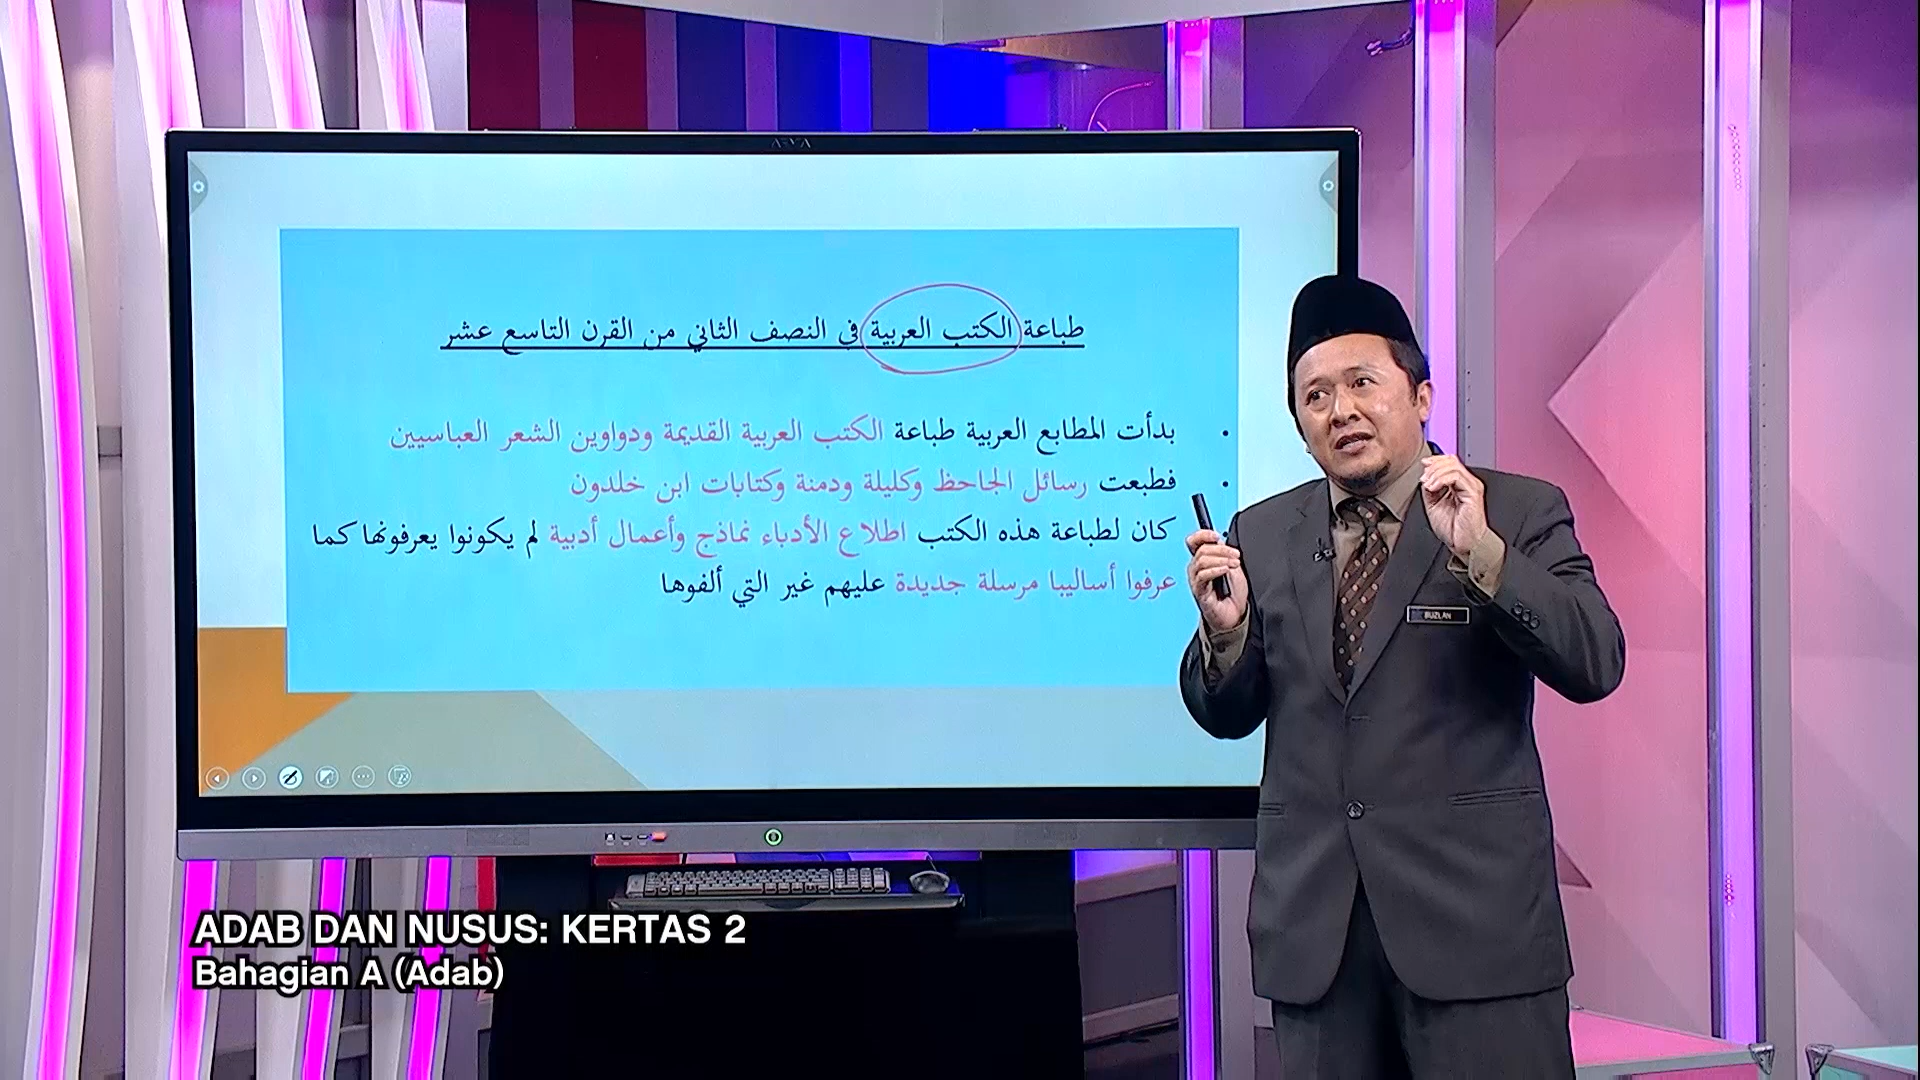 طباعة الكتب العربية في النصف الثاني من القرن التاسع عشر
• بدأت المطابع العربية طباعة الكتب العربية القديمة ودواوين الشعر العباسيين
• فطبعت رسائل الجاحظ وكليلة ودمنة وكتابات ابن خلدون
كان لطباعة هذه الكتب اطلاع الأدباء نماذج وأعمال أدبية لم يكونوا يعرفونها كما
عرفوا أساليبا مرسلة جديدة عليهم غير التي ألفوها
BUZLAN
ADAB DAN NUSUS: KERTAS 2
Bahagian A (Adab)